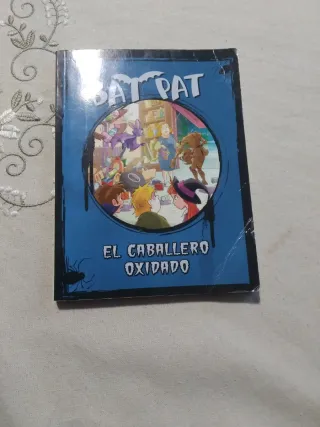 BAT PAT
EL CABALLERO
OXIDADO